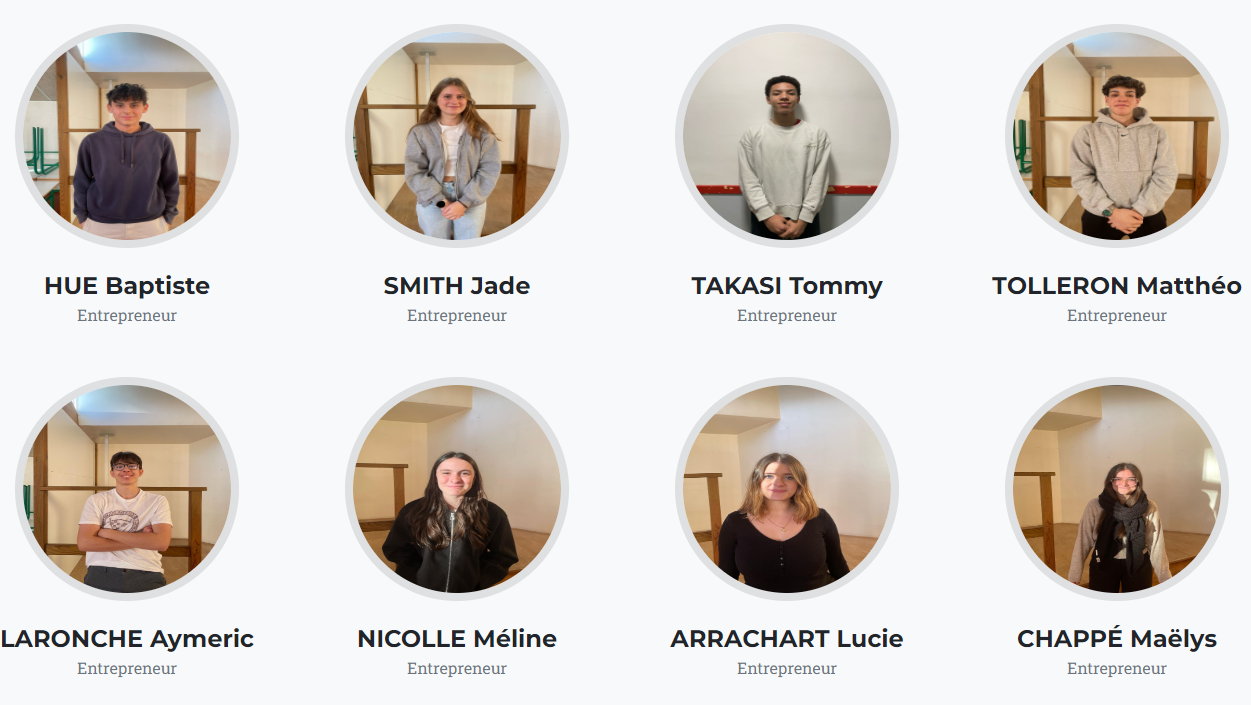 HUE Baptiste
Entrepreneur
SMITH Jade
Entrepreneur
TAKASI Tommy
Entrepreneur
TOLLERON Matthéo
Entrepreneur
LARONCHE Aymeric
Entrepreneur
NICOLLE Méline
Entrepreneur
ARRACHART Lucie
Entrepreneur
CHAPPÉ Maëlys
Entrepreneur